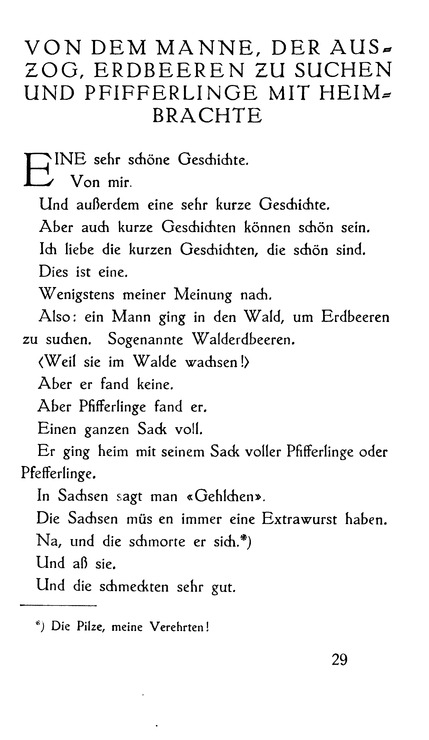 VON DEM MANNE, DER AUS=
ZOG, ERDBEEREN ZU SUCHEN
UND PFIFFERLINGE MIT HEIM=
BRACHTE
EINE sehr schöne Geschichte.
Von mir.
Und außerdem eine sehr kurze Geschichte.
Aber auch kurze Geschichten können schön sein.
Ich liebe die kurzen Geschichten, die schön sind.
Dies ist eine.
Wenigstens meiner Meinung nach.
Also: ein Mann ging in den Wald, um Erdbeeren
zu suchen. Sogenannte Walderdbeeren.
(Weil sie im Walde wachsen!)
Aber er fand keine.
Aber Pfifferlinge fand er.
Einen ganzen Sack voll.
Er ging heim mit seinem Sack voller Pfifferlinge oder
Pfefferlinge.
In Sachsen sagt man «Gehlchen».
Die Sachsen müs en immer eine Extrawurst haben.
Na, und die schmorte er sich.*)
Und aß sie.
Und die schmeckten sehr gut.
*) Die Pilze, meine Verehrten!
29